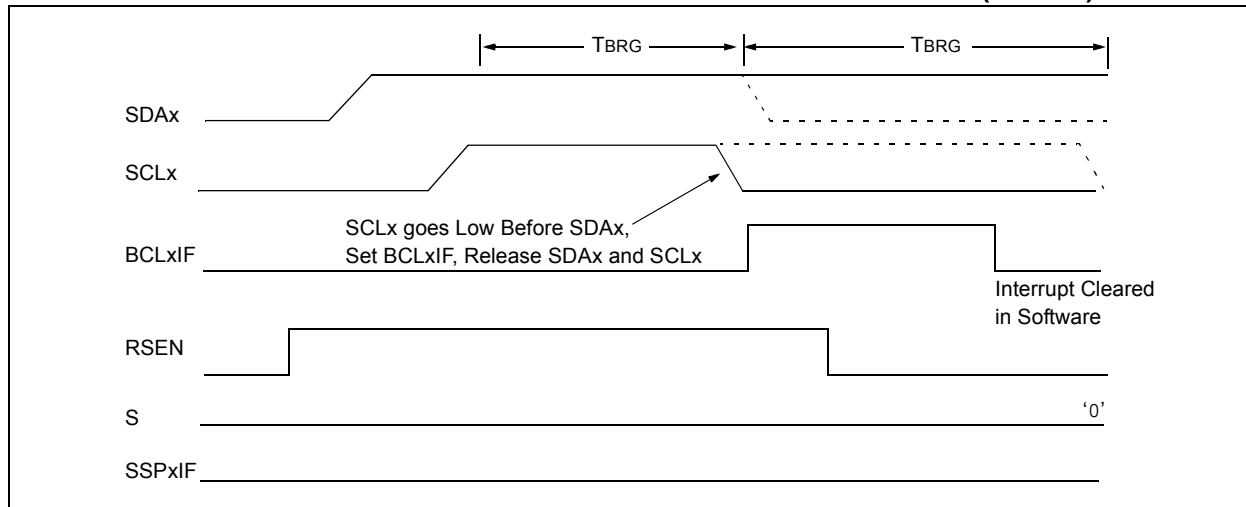 TBRG TBRG
SDAx
SCLx
SCLx goes Low Before SDAx,
Set BCLxIF, Release SDAx and SCLx
BCLxIF
Interrupt Cleared
in Software
RSEN
S ‘0’
SSPxIF